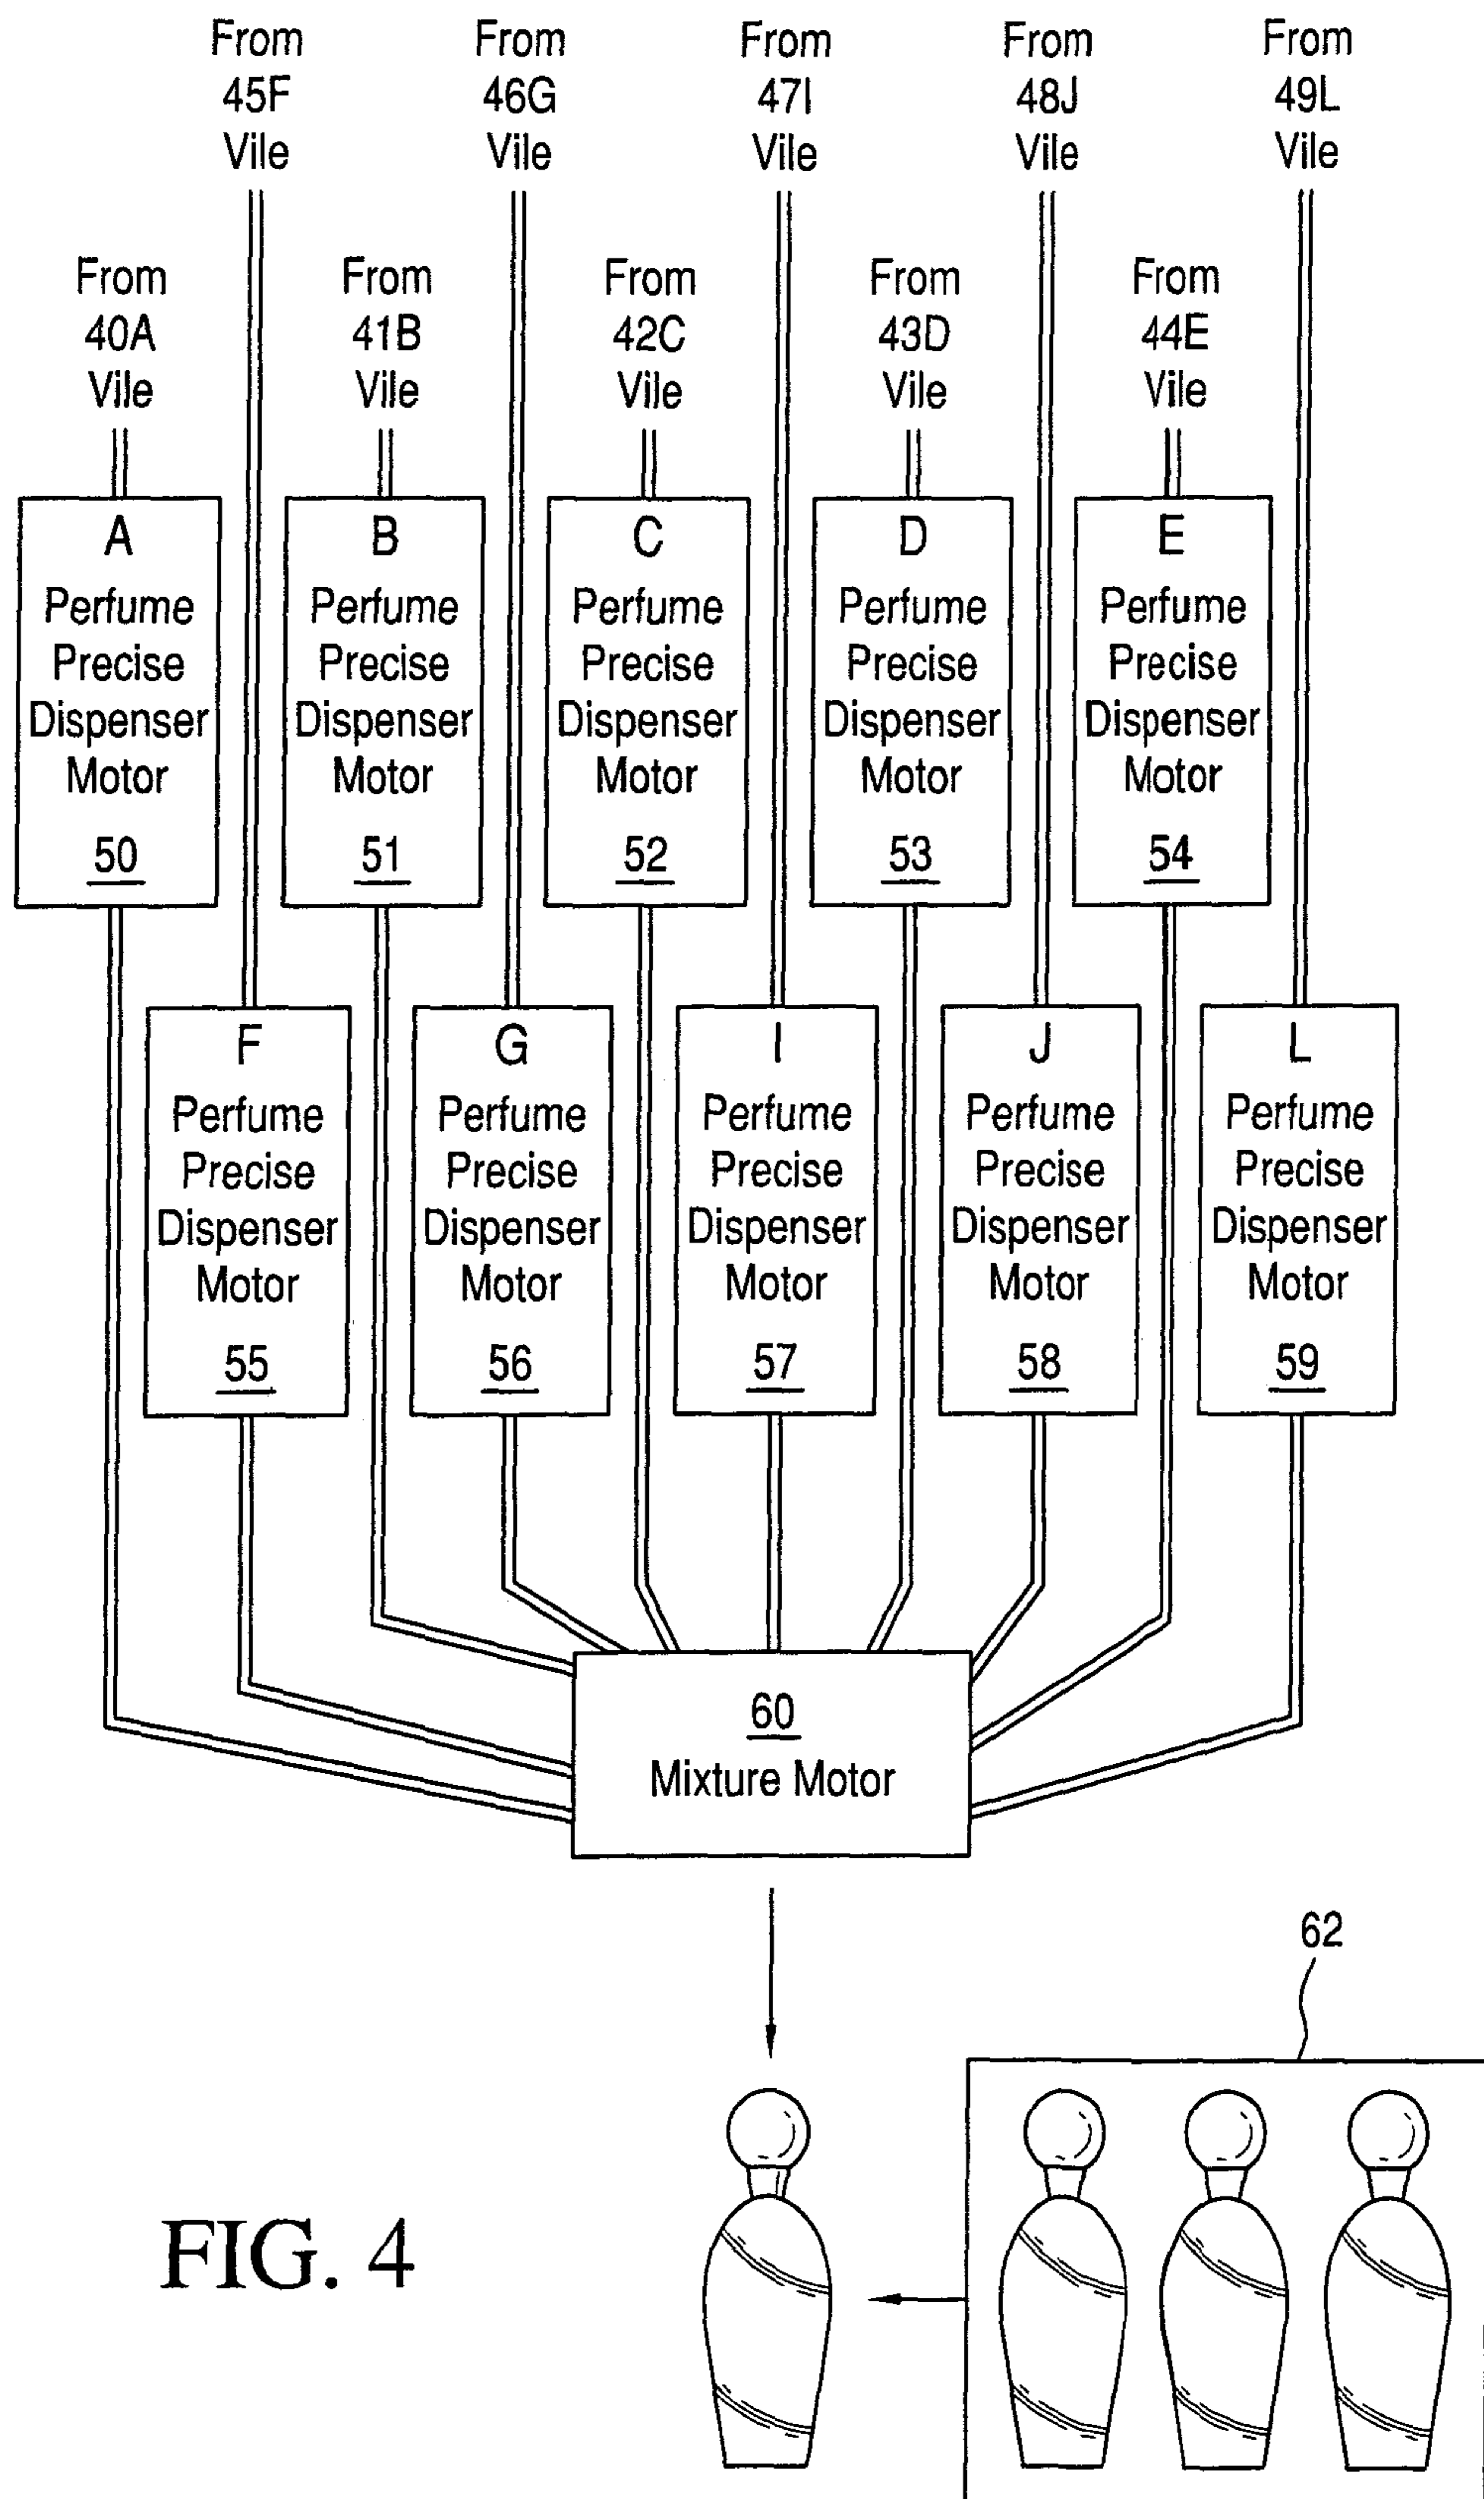 From
45F
Vile
From
46G
Vile
From
47I
Vile
From
48J
Vile
From
49L
Vile
From
40A
Vile
From
41B
Vile
From
42C
Vile
From
43D
Vile
From
44E
Vile
A
Perfume
Precise
Dispenser
Motor
50
B
Perfume
Precise
Dispenser
Motor
51
C
Perfume
Precise
Dispenser
Motor
52
D
Perfume
Precise
Dispenser
Motor
53
E
Perfume
Precise
Dispenser
Motor
54
F
Perfume
Precise
Dispenser
Motor
55
G
Perfume
Precise
Dispenser
Motor
56
I
Perfume
Precise
Dispenser
Motor
57
J
Perfume
Precise
Dispenser
Motor
58
L
Perfume
Precise
Dispenser
Motor
59
60
Mixture Motor
62
FIG. 4